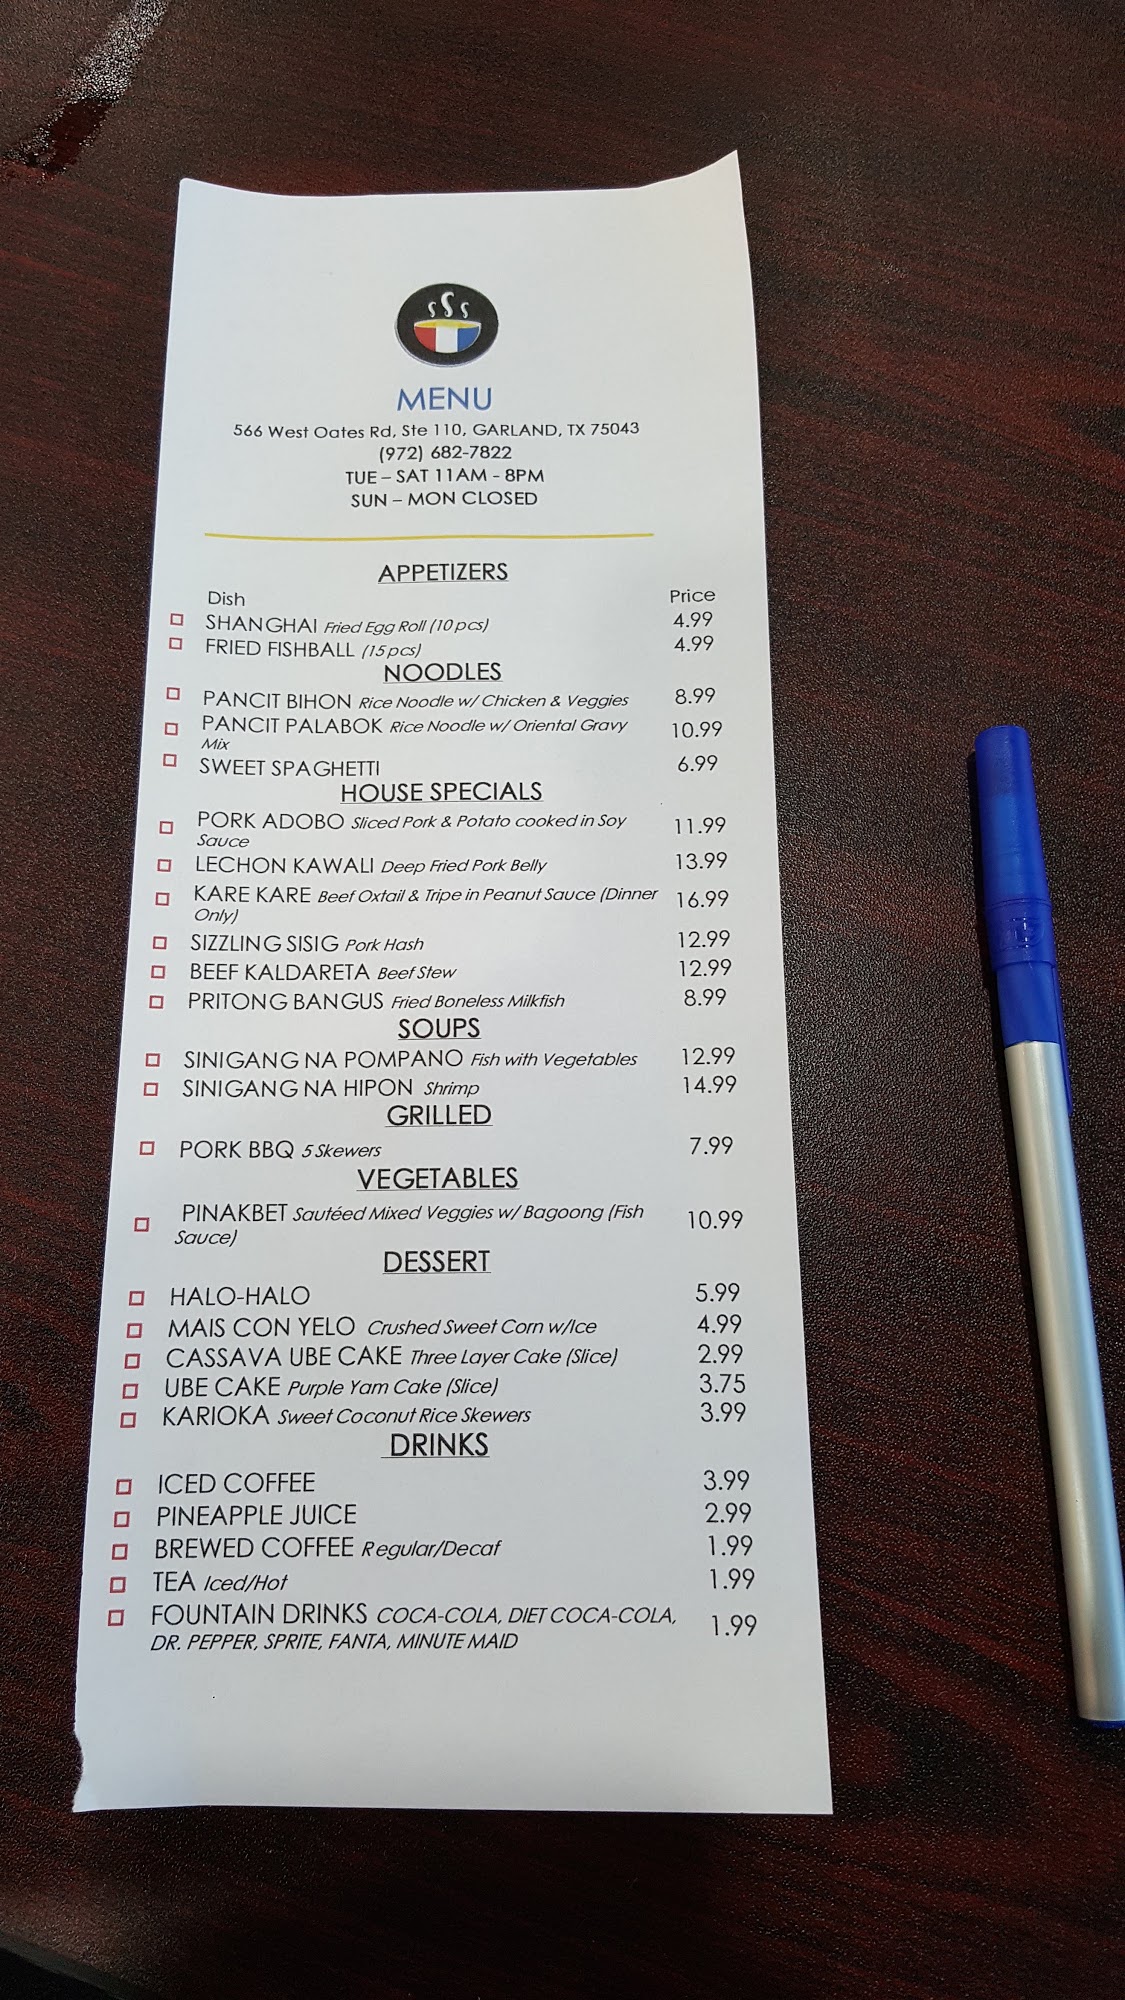 MENU
566 West Oates Rd, Ste 110, GARLAND, TX 75043
(972) 682-7822
TUE – SAT 11AM - 8PM
SUN – MON CLOSED
APPETIZERS
Dish Price
SHANGHAI Fried Egg Roll (10 pcs) 4.99
FRIED FISHBALL (15 pcs) 4.99
NOODLES
PANCIT BIHON Rice Noodle w/ Chicken & Veggies 8.99
PANCIT PALABOK Rice Noodle w/ Oriental Gravy 10.99
Mix
SWEET SPAGHETTI 6.99
HOUSE SPECIALS
PORK ADOBO Sliced Pork & Potato cooked in Soy 11.99
Sauce
LECHON KAWALI Deep Fried Pork Belly 13.99
KARE KARE Beef Oxtail & Tripe in Peanut Sauce (Dinner 16.99
Only)
SIZZLING SISIG Pork Hash 12.99
BEEF KALDARETA Beef Stew 12.99
PRITONG BANGUS Fried Boneless Milkfish 8.99
SOUPS
SINIGANG NA POMPANO Fish with Vegetables 12.99
SINIGANG NA HIPON Shrimp 14.99
GRILLED
PORK BBQ 5 Skewers 7.99
VEGETABLES
PINAKBET Sautéed Mixed Veggies w/ Bagoong (Fish 10.99
Sauce)
DESSERT
HALO-HALO 5.99
MAIS CON YELO Crushed Sweet Corn w/Ice 4.99
CASSAVA UBE CAKE Three Layer Cake (Slice) 2.99
UBE CAKE Purple Yam Cake (Slice) 3.75
KARIOKA Sweet Coconut Rice Skewers 3.99
DRINKS
ICED COFFEE 3.99
PINEAPPLE JUICE 2.99
BREWED COFFEE Regular/Decaf 1.99
TEA Iced/Hot 1.99
FOUNTAIN DRINKS COCA-COLA, DIET COCA-COLA, 1.99
DR. PEPPER, SPRITE, FANTA, MINUTE MAID